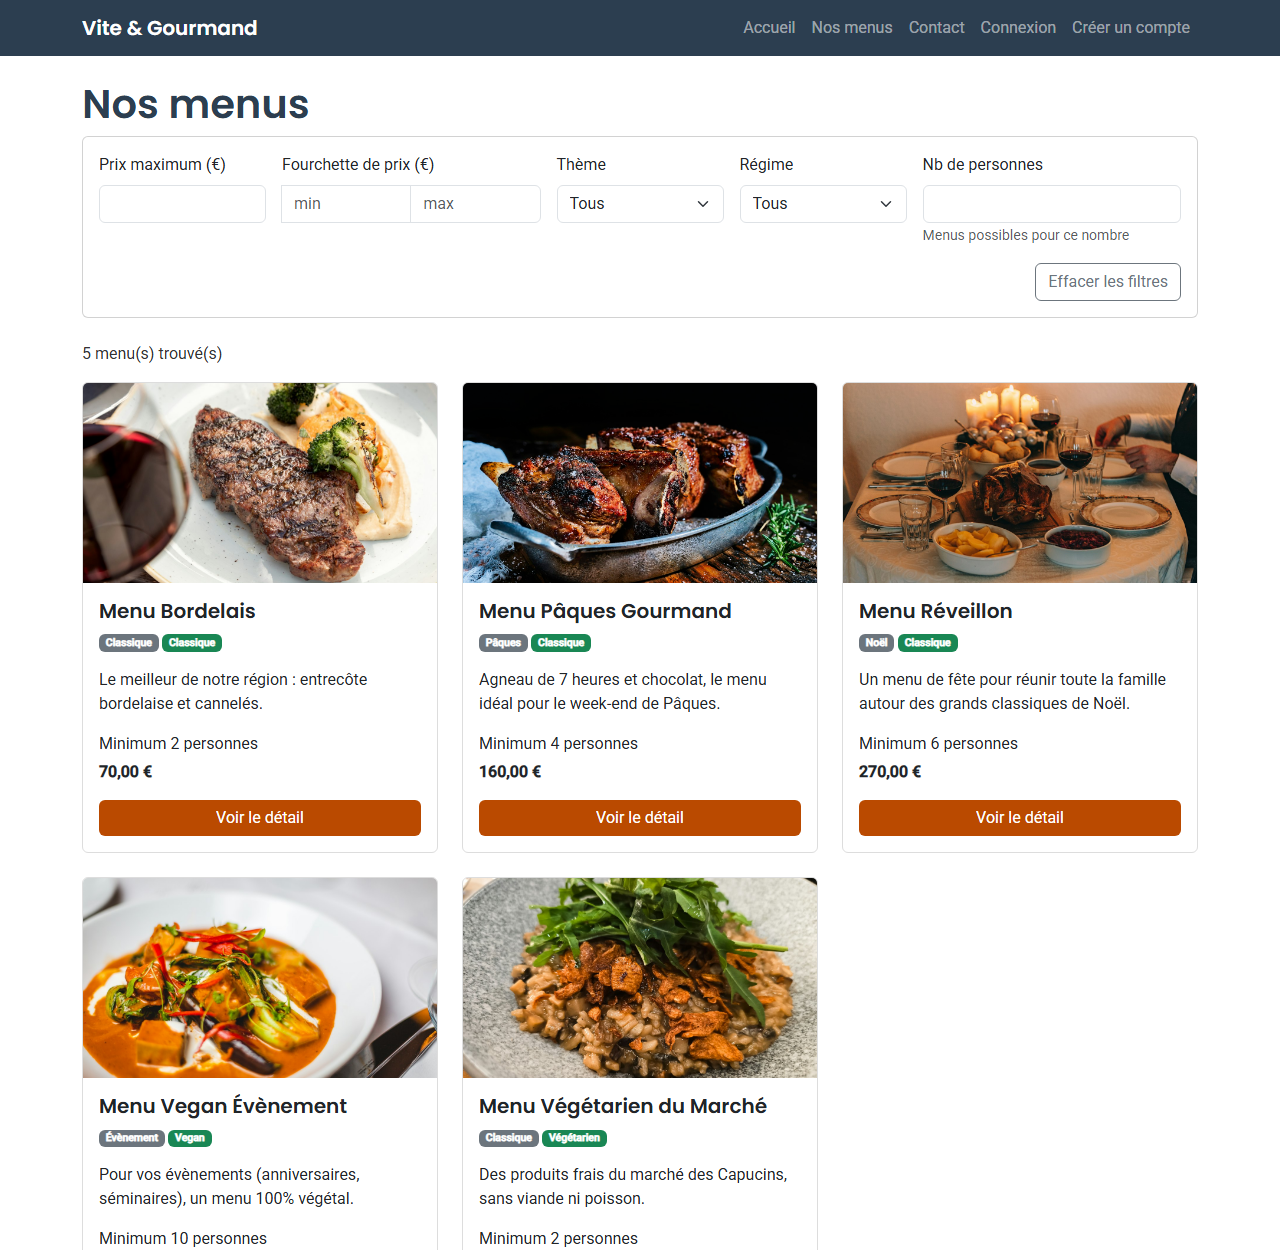 Vite & Gourmand
Accueil Nos menus Contact Connexion Créer un compte
Nos menus
Prix maximum (€) Fourchette de prix (€) Thème Régime Nb de personnes
min max Tous Tous
Menus possibles pour ce nombre
Effacer les filtres
5 menu(s) trouvé(s)
Menu Bordelais
Classique Classique
Le meilleur de notre région : entrecôte
bordelaise et cannelés.
Minimum 2 personnes
70,00 €
Voir le détail
Menu Pâques Gourmand
Pâques Classique
Agneau de 7 heures et chocolat, le menu
idéal pour le week-end de Pâques.
Minimum 4 personnes
160,00 €
Voir le détail
Menu Réveillon
Noël Classique
Un menu de fête pour réunir toute la famille
autour des grands classiques de Noël.
Minimum 6 personnes
270,00 €
Voir le détail
Menu Vegan Évènement
Évènement Vegan
Pour vos évènements (anniversaires,
séminaires), un menu 100% végétal.
Minimum 10 personnes
Menu Végétarien du Marché
Classique Végétarien
Des produits frais du marché des Capucins,
sans viande ni poisson.
Minimum 2 personnes